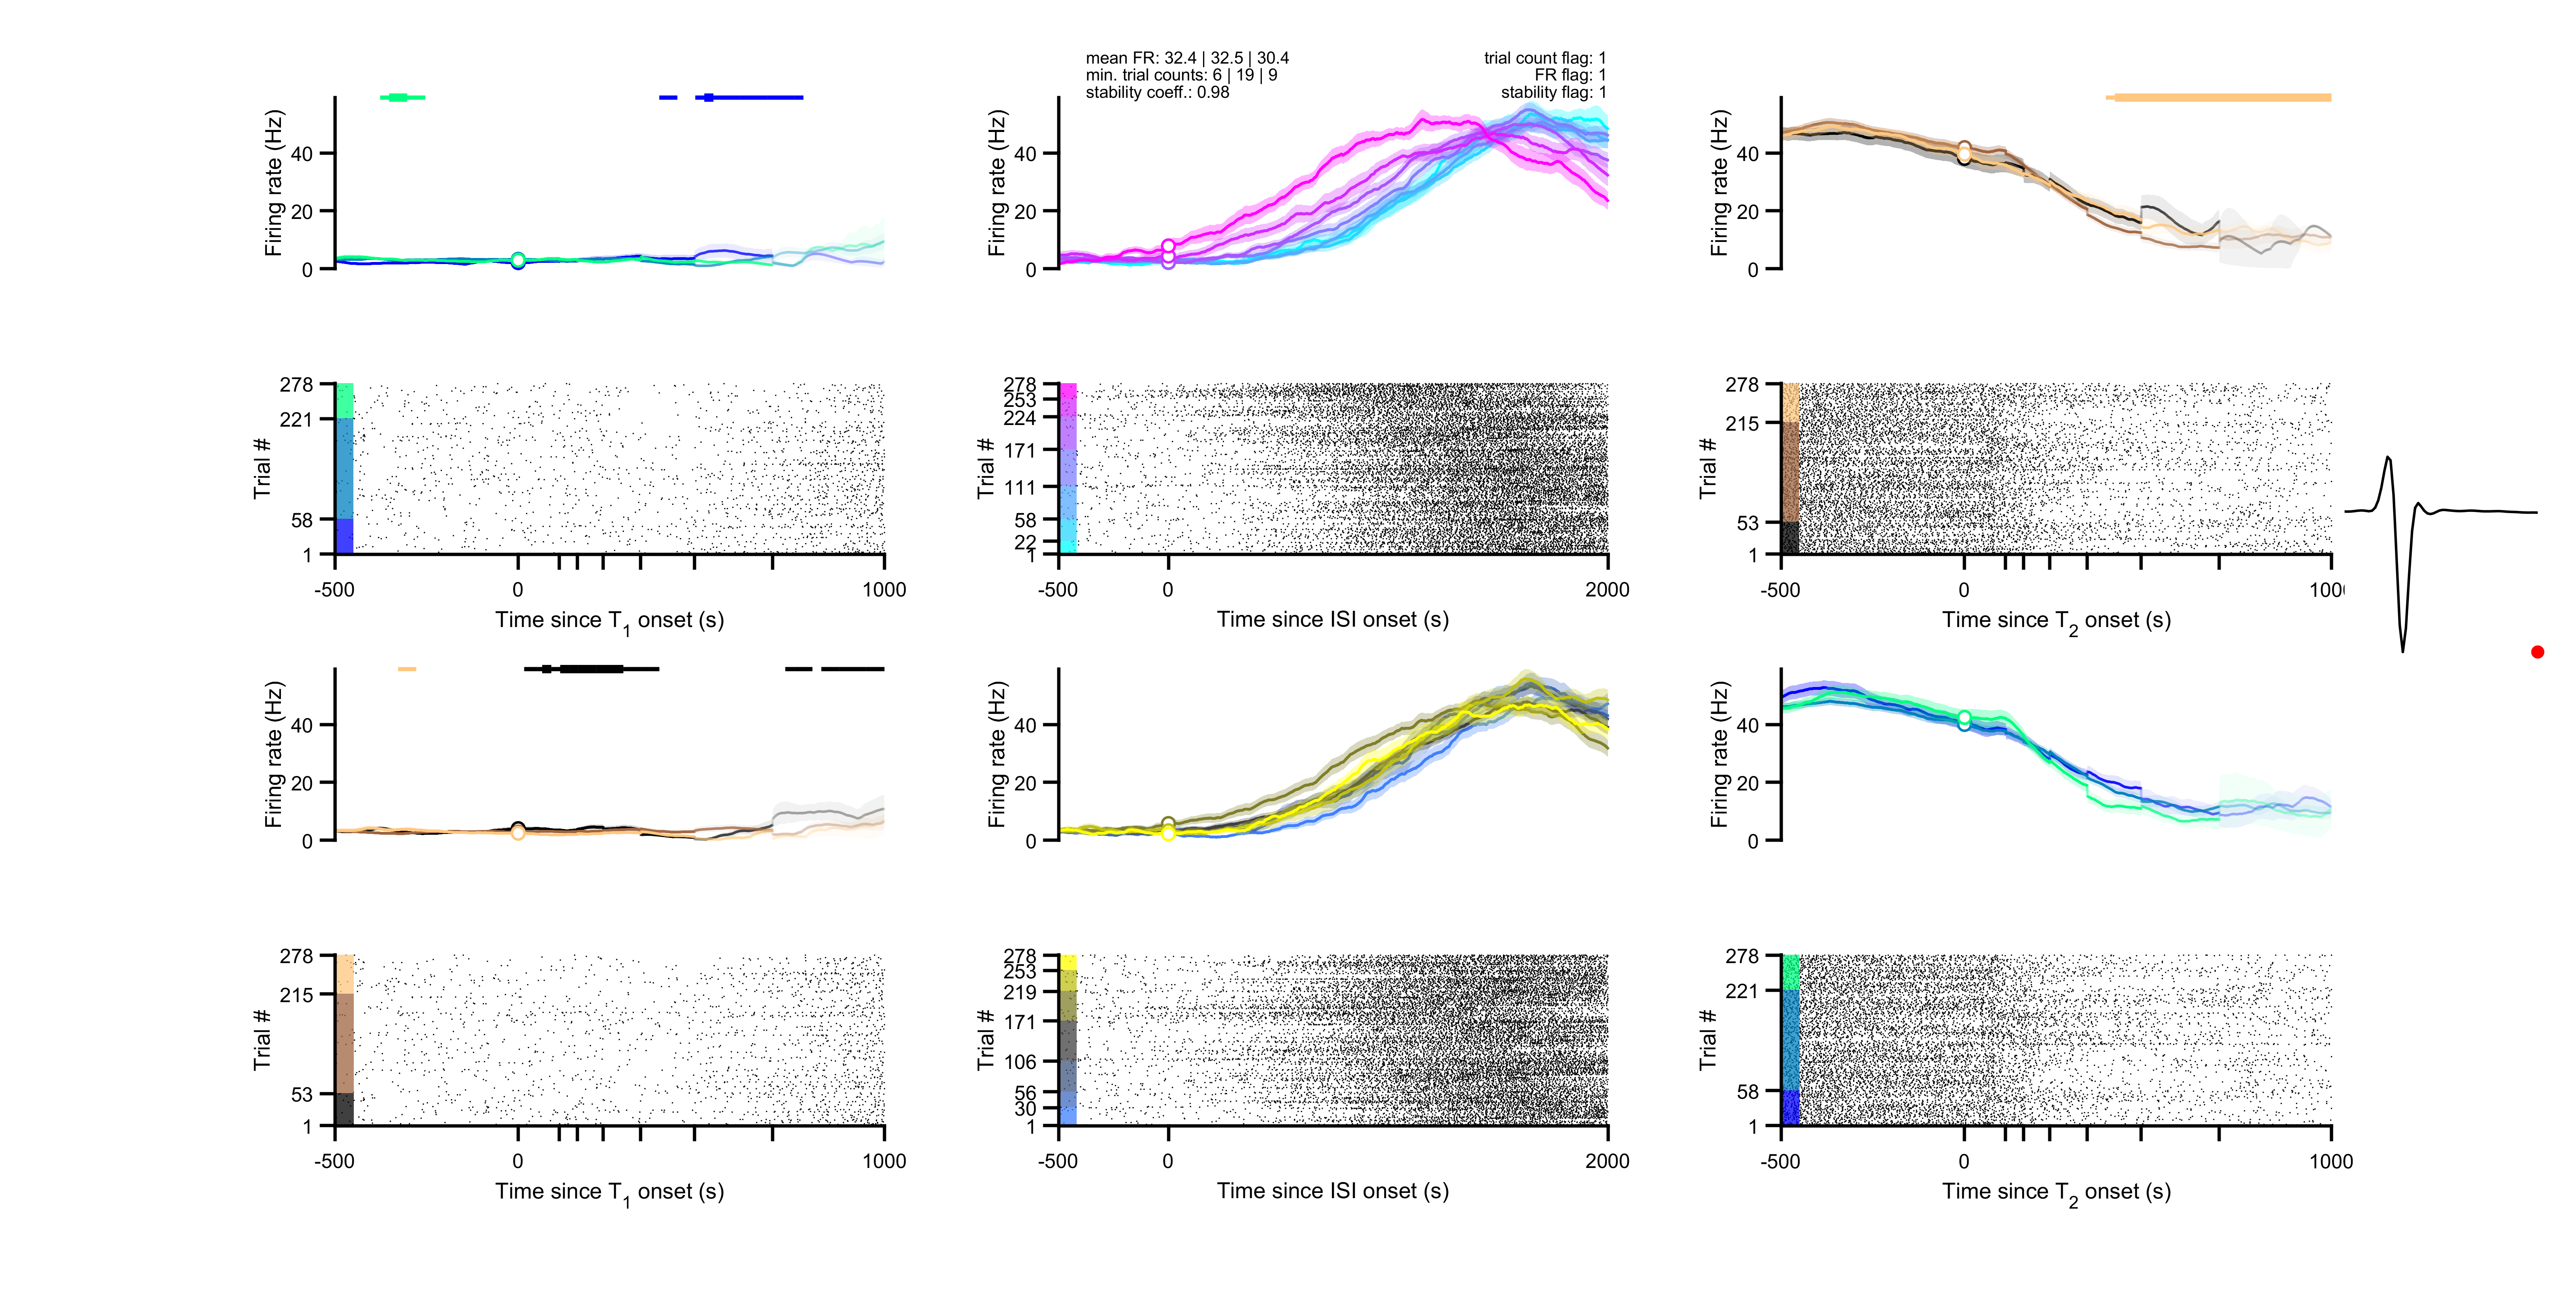 mean FR: 32.4 | 32.5 | 30.4
min. trial counts: 6 | 19 | 9
stability coeff.: 0.98
trial count flag: 1
FR flag: 1
stability flag: 1
Firing rate (Hz)
40
20
0
Firing rate (Hz)
40
20
0
Firing rate (Hz)
40
20
0
Trial #
278
221
58
1
-500
0
1000
Time since T1 onset (s)
Trial #
278
253
224
171
111
58
22
1
-500
0
2000
Time since ISI onset (s)
Trial #
278
215
53
1
-500
0
Time since T2 onset (s)
Firing rate (Hz)
40
20
0
Firing rate (Hz)
40
20
0
Firing rate (Hz)
40
20
0
Trial #
278
215
53
1
-500
0
1000
Time since T1 onset (s)
Trial #
278
253
219
171
106
56
30
1
-500
0
2000
Time since ISI onset (s)
Trial #
278
221
58
1
-500
0
1000
Time since T2 onset (s)